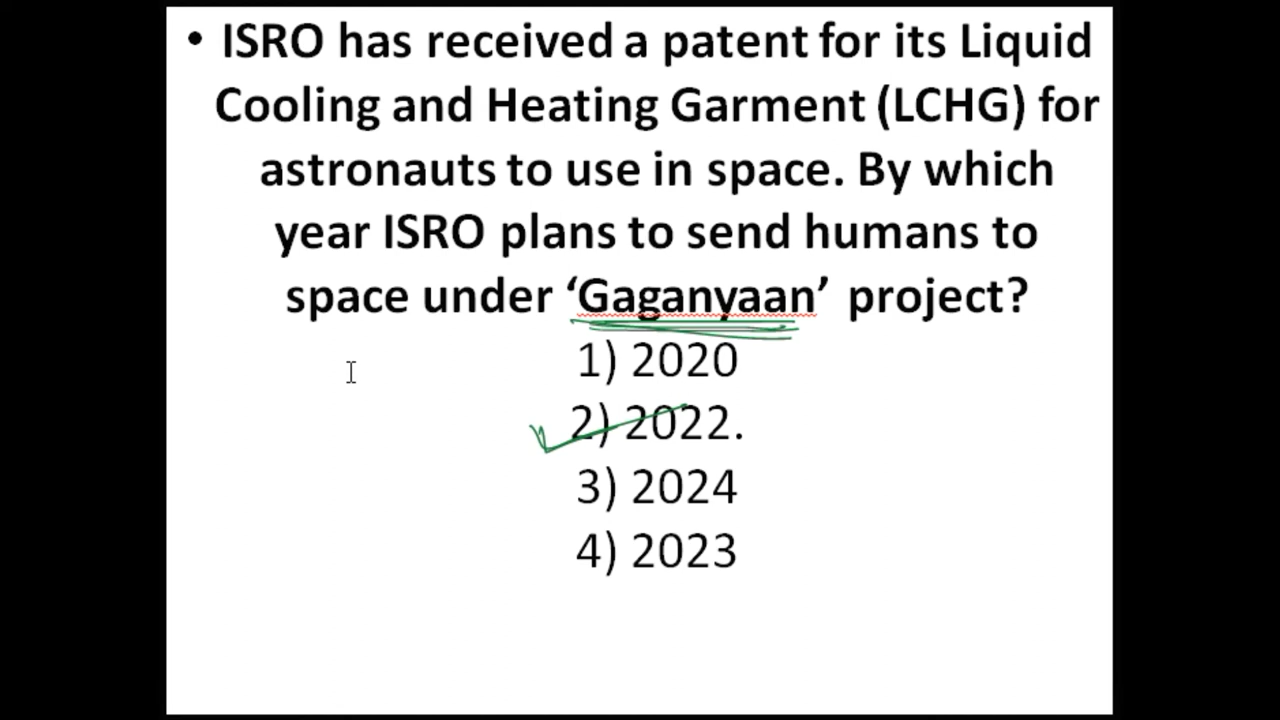 • ISRO has received a patent for its Liquid
Cooling and Heating Garment (LCHG) for
astronauts to use in space. By which
year ISRO plans to send humans to
space under ‘Gaganyaan’ project?
1) 2020
2) 2022.
3) 2024
4) 2023